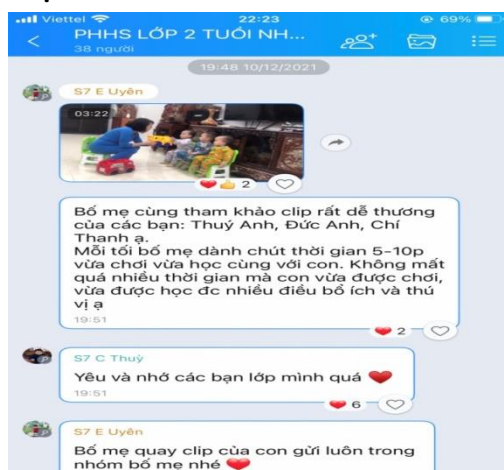 Viettel 22:23 69%
PHHS LỚP 2 TUỔI NH...
38 người
19:48 10/12/2021
S7 E Uyên
03:22
2
Bố mẹ cùng tham khảo clip rất dễ thương
của các bạn: Thuý Anh, Đức Anh, Chí
Thanh ạ.
Mỗi tối bố mẹ dành chút thời gian 5-10p
vừa chơi vừa học cùng với con. Không mất
quá nhiều thời gian mà con vừa được chơi,
vừa được học đc nhiều điều bổ ích và thú
vị ạ
19:51
2
S7 C Thuỳ
Yêu và nhớ các bạn lớp mình quá
19:51
6
S7 E Uyên
Bố mẹ quay clip của con gửi luôn trong
nhóm bố mẹ nhé